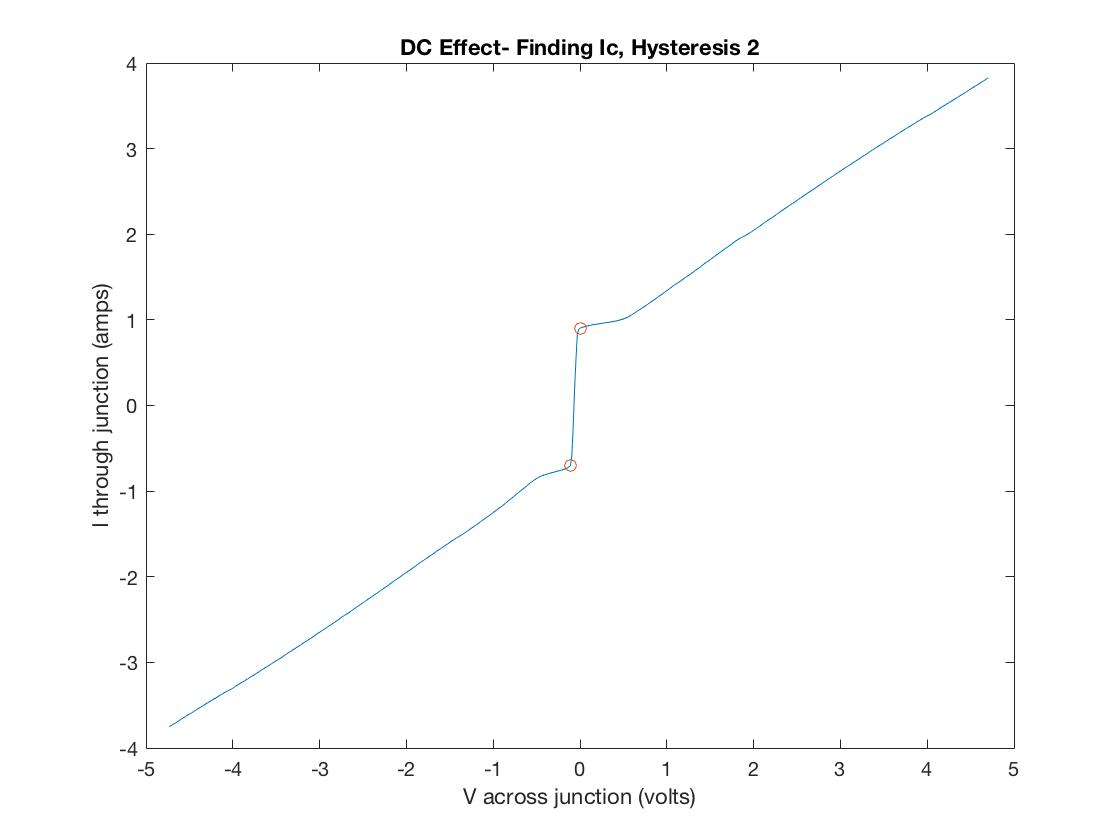 DC Effect- Finding Ic, Hysteresis 2
4
3
2
1
0
-1
-2
-3
-4
I through junction (amps)
-5 -4 -3 -2 -1 0 1 2 3 4 5
V across junction (volts)